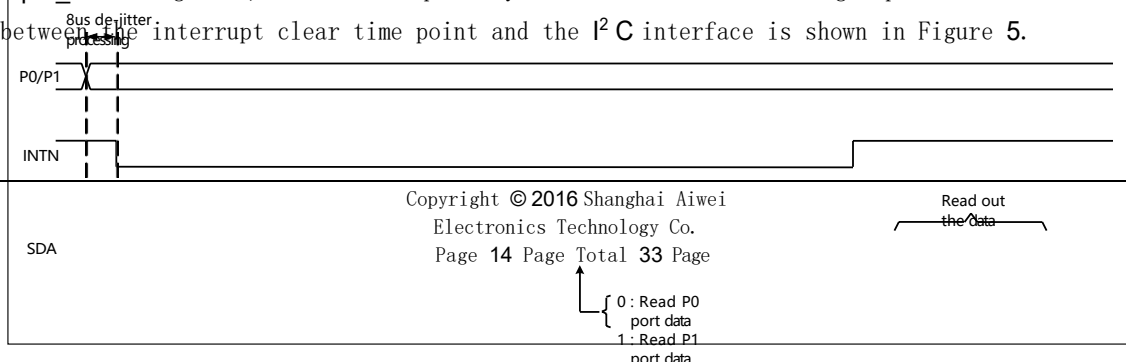 between the interrupt clear time point and the I² C interface is shown in Figure 5.
8us de-jitter
processing
P0/P1
INTN
Copyright © 2016 Shanghai Aiwei
Electronics Technology Co.
Page 14 Page Total 33 Page
Read out
the data
SDA
0 : Read P0
port data
1 : Read P1
port data